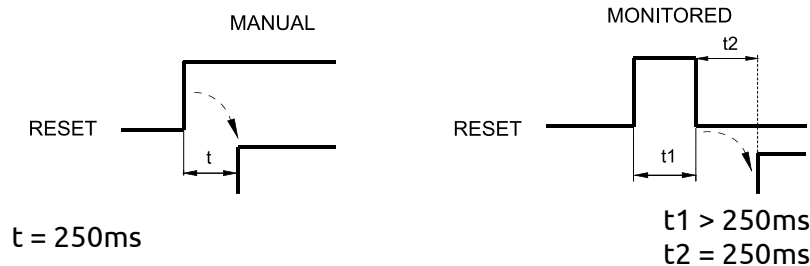 MANUAL
RESET
t
t = 250ms
MONITORED
t2
RESET
t1
t1 > 250ms
t2 = 250ms